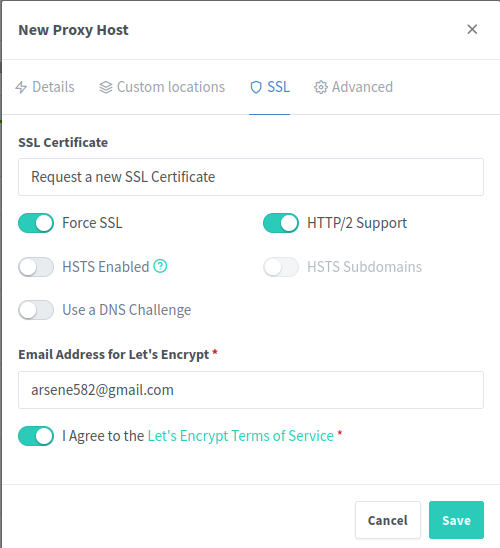 New Proxy Host
Details Custom locations SSL Advanced
SSL Certificate
Request a new SSL Certificate
Force SSL HTTP/2 Support
HSTS Enabled HSTS Subdomains
Use a DNS Challenge
Email Address for Let's Encrypt *
arsene582@gmail.com
I Agree to the Let's Encrypt Terms of Service *
Cancel Save